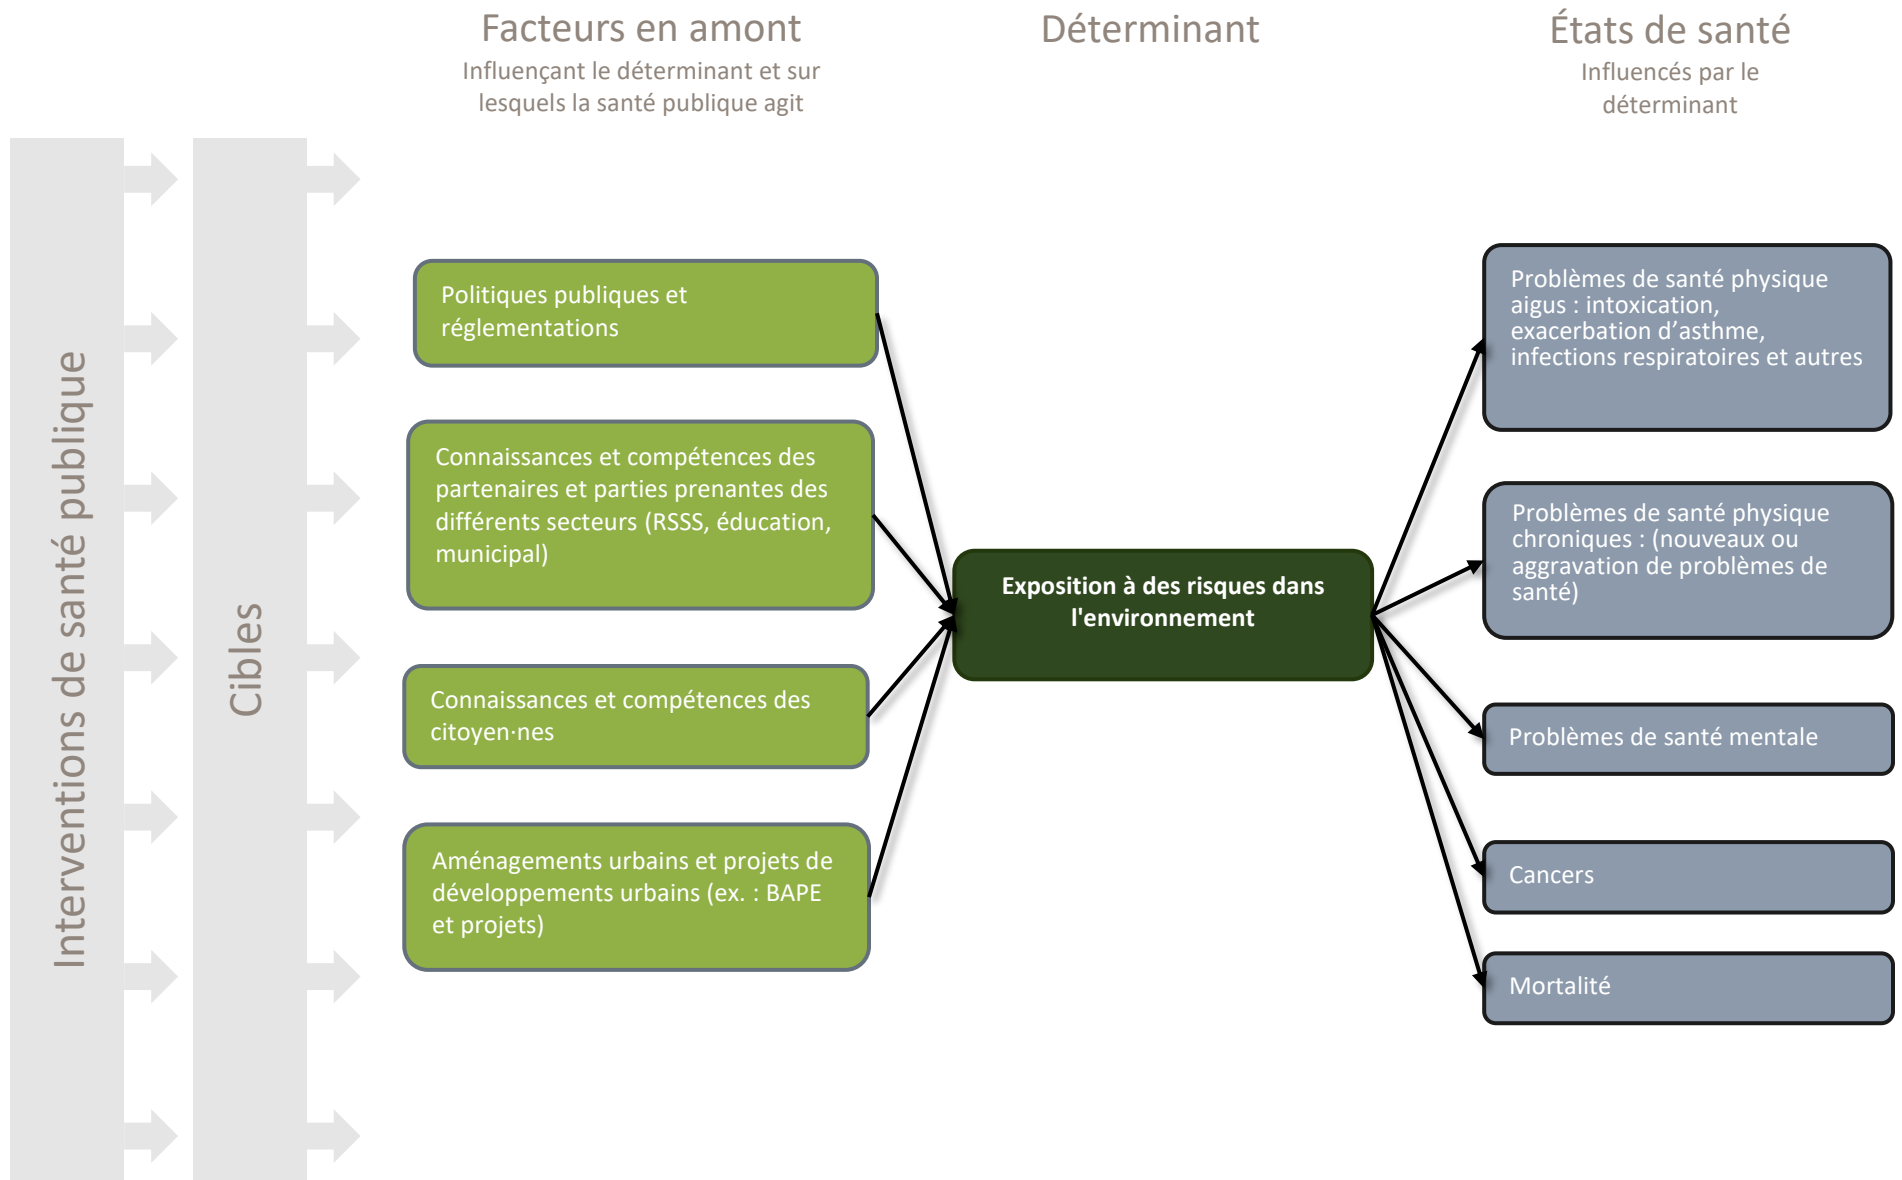 Facteurs en amont
Influençant le déterminant et sur
lesquels la santé publique agit
Déterminant
États de santé
Influencés par le
déterminant
Interventions de santé publique
Cibles
Politiques publiques et
réglementations
Connaissances et compétences des
partenaires et parties prenantes des
différents secteurs (RSSS, éducation,
municipal)
Connaissances et compétences des
citoyen·nes
Aménagements urbains et projets de
développements urbains (ex. : BAPE
et projets)
Exposition à des risques dans
l'environnement
Problèmes de santé physique
aigus : intoxication,
exacerbation d’asthme,
infections respiratoires et autres
Problèmes de santé physique
chroniques : (nouveaux ou
aggravation de problèmes de
santé)
Problèmes de santé mentale
Cancers
Mortalité